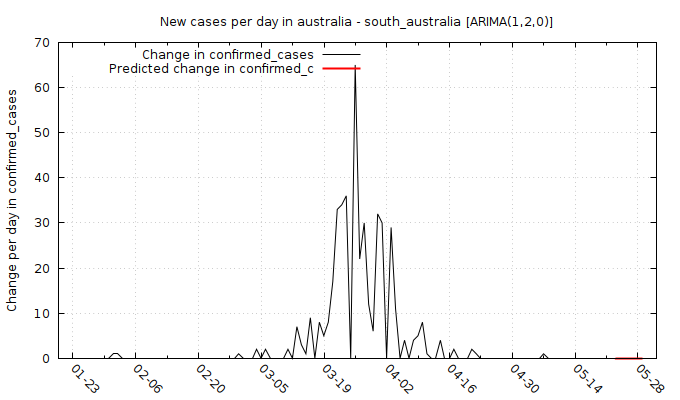 New cases per day in australia - south_australia [ARIMA(1,2,0)]
Change in confirmed_cases
Predicted change in confirmed_c
Change per day in confirmed_cases
70
60
50
40
30
20
10
0
01-23 02-06 02-20 03-05 03-19 04-02 04-16 04-30 05-14 05-28